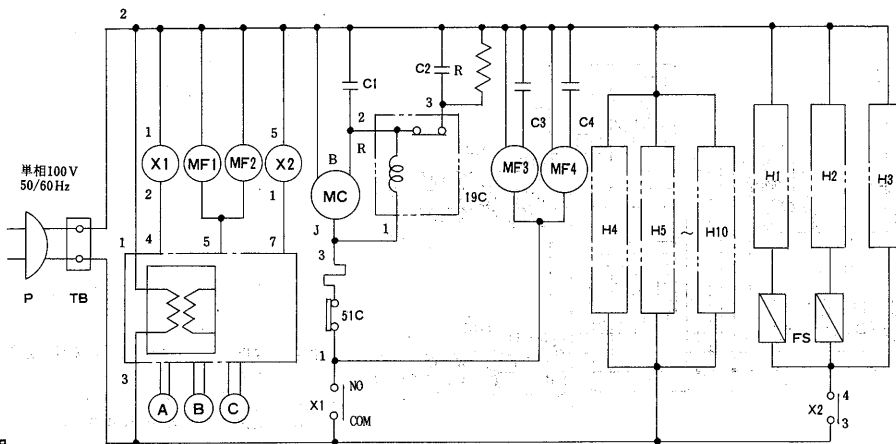 2
C1
C2
R
3
2
R
C3
C4
1
X1
2
MF1
MF2
5
X2
1
B
MC
J
19C
1
MF3
MF4
H4
H5
～
H10
H1
H2
H3
単相100V
50/60Hz
P
TB
1
4
5
7
3
51C
1
FS
3
A
B
C
X1
NO
COM
X2
4
3